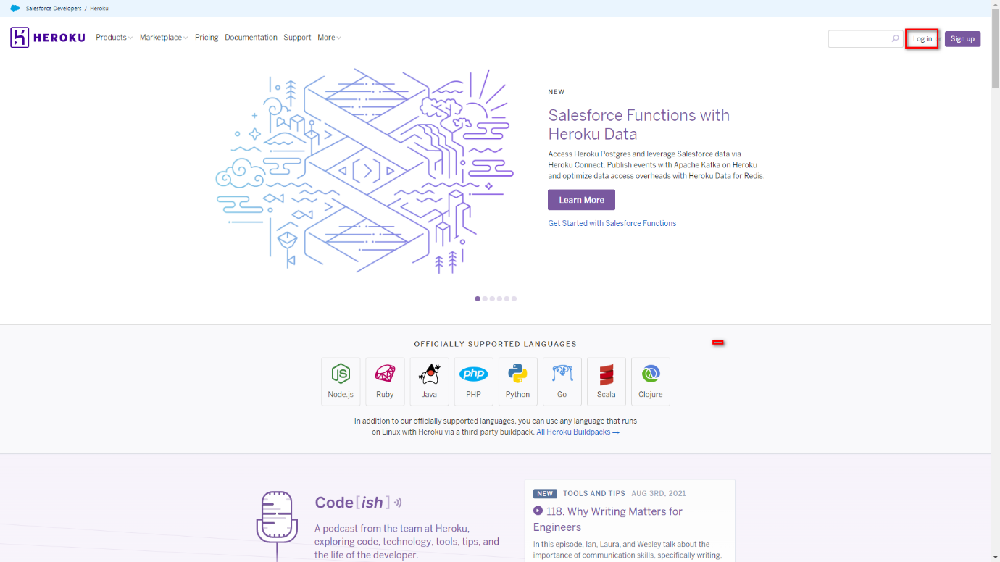 Salesforce Developers / Heroku
HEROKU
Products
Marketplace
Pricing
Documentation
Support
More
Log in or
Sign up
NEW
Salesforce Functions with
Heroku Data
Access Heroku Postgres and leverage Salesforce data via
Heroku Connect. Publish events with Apache Kafka on Heroku
and optimize data access overheads with Heroku Data for Redis.
Learn More
Get Started with Salesforce Functions
OFFICIALLY SUPPORTED LANGUAGES
JS
php
Node.js
Ruby
Java
PHP
Python
Go
Scala
Clojure
In addition to our officially supported languages, you can use any language that runs
on Linux with Heroku via a third-party buildpack. All Heroku Buildpacks →
Code[ish]
A podcast from the team at Heroku,
exploring code, technology, tools, tips, and
the life of the developer.
NEW TOOLS AND TIPS AUG 3RD, 2021
118. Why Writing Matters for
Engineers
In this episode, Ian, Laura, and Wesley talk about the
importance of communication skills, specifically writing,